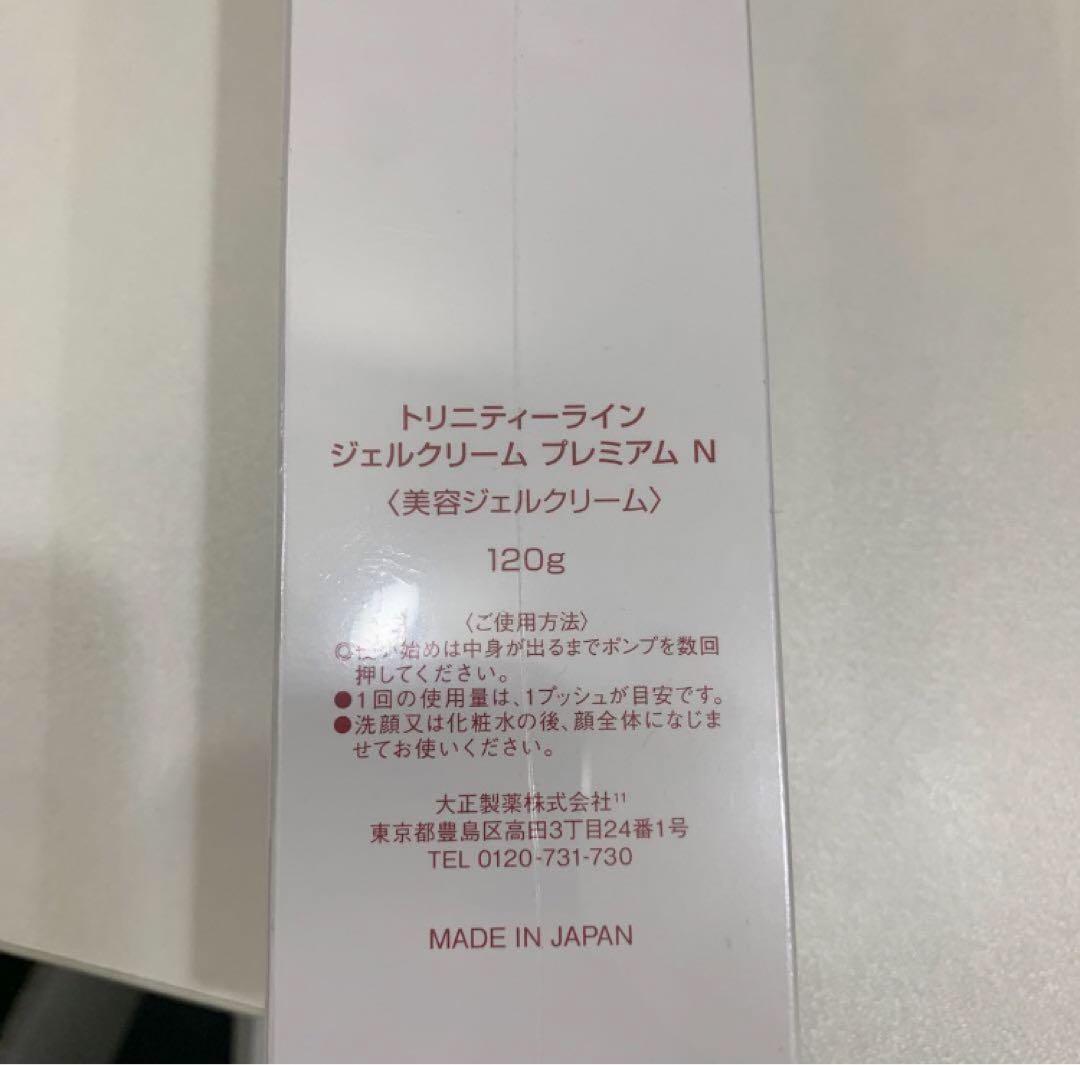 トリニティーライン
ジェルクリーム プレミアム N
〈美容ジェルクリーム〉
120g
〈ご使用方法〉
◎使い始めは中身が出るまでポンプを数回
押してください。
●1回の使用量は、1プッシュが目安です。
●洗顔又は化粧水の後、顔全体になじま
せてお使いください。
大正製薬株式会社11
東京都豊島区高田3丁目24番1号
TEL 0120-731-730
MADE IN JAPAN